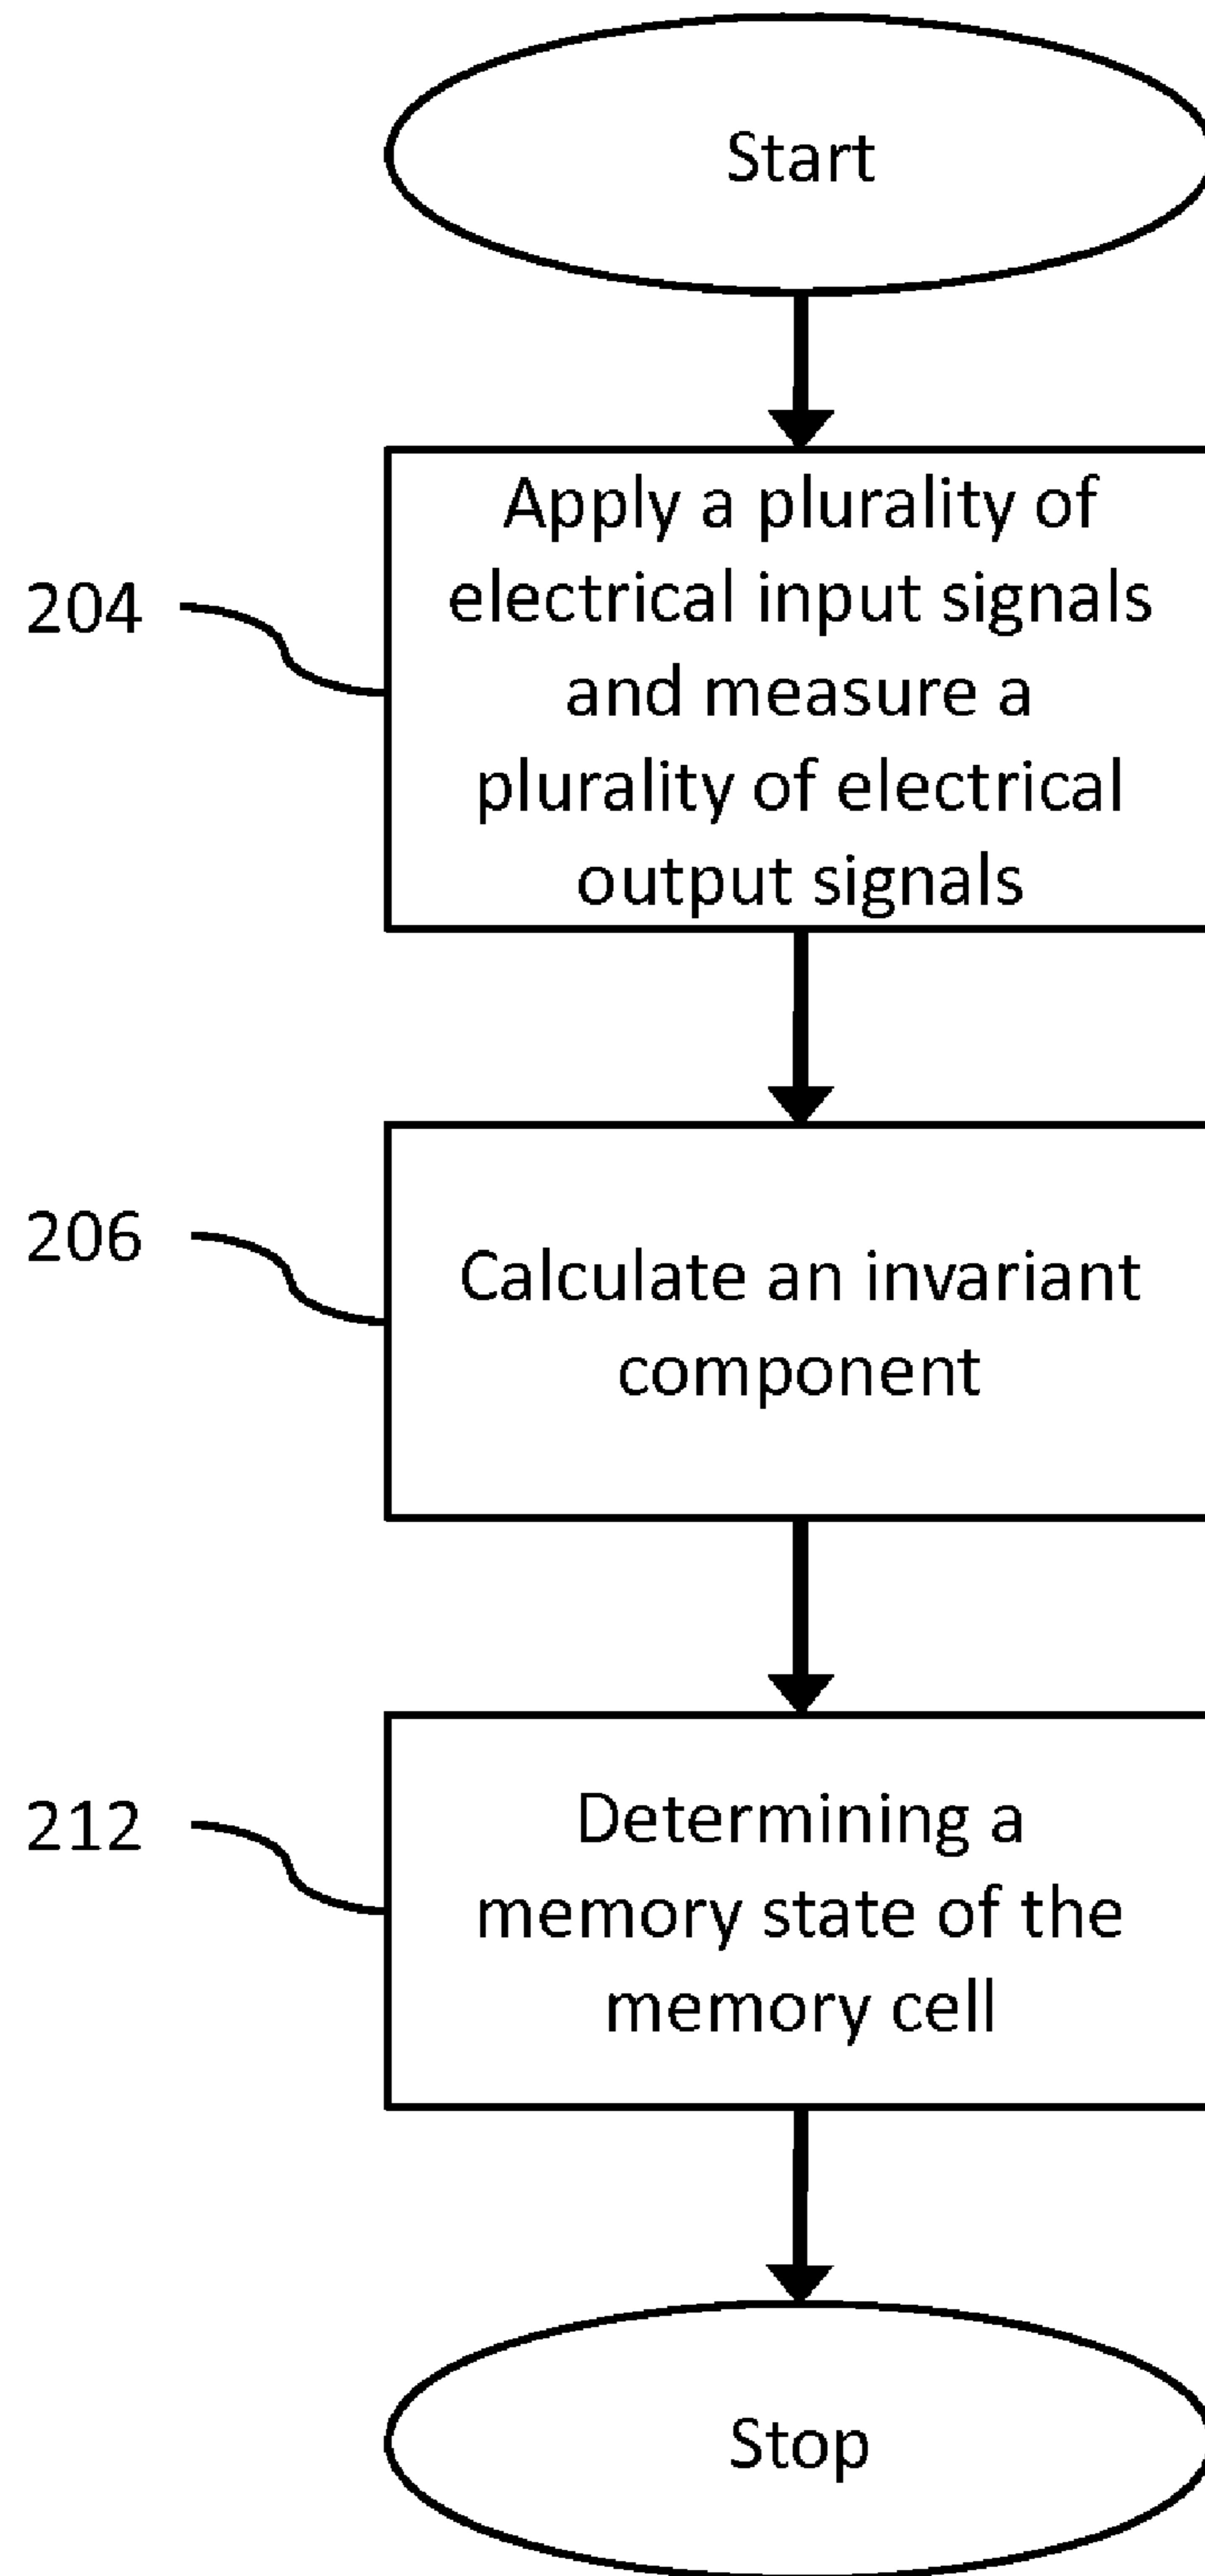 Start
204
Apply a plurality of
electrical input signals
and measure a
plurality of electrical
output signals
206
Calculate an invariant
component
212
Determining a
memory state of the
memory cell
Stop